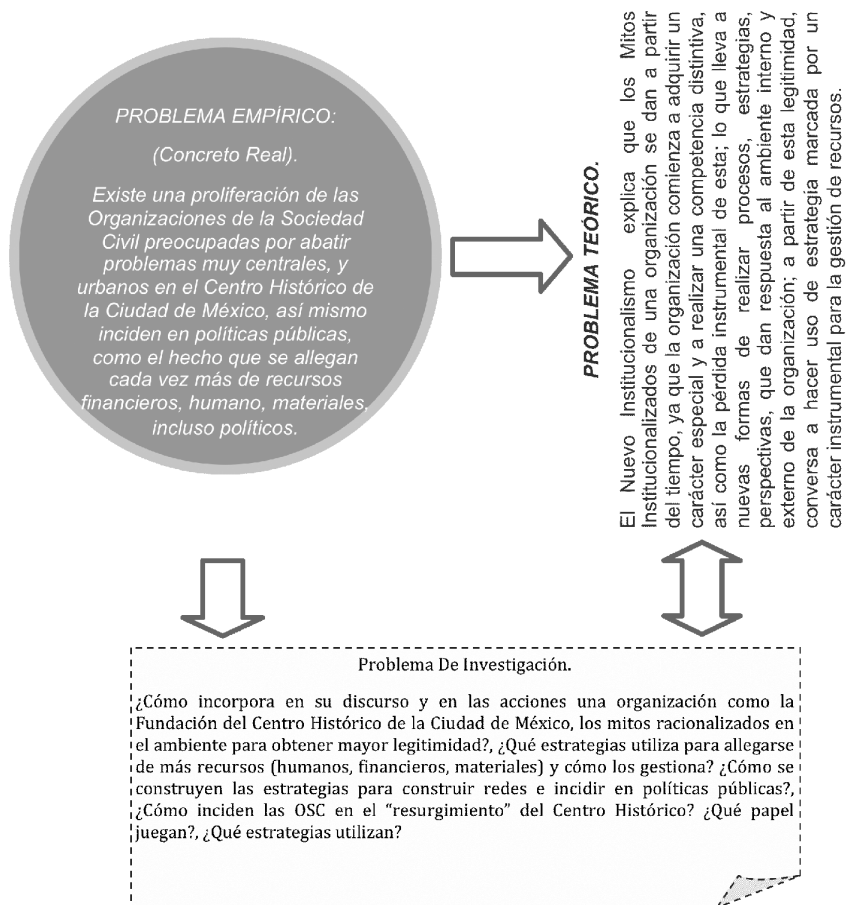 PROBLEMA EMPÍRICO:
(Concreto Real).
Existe una proliferación de las
Organizaciones de la Sociedad
Civil preocupadas por abatir
problemas muy centrales, y
urbanos en el Centro Histórico de
la Ciudad de México, así mismo
inciden en políticas públicas,
como el hecho que se allegan
cada vez más de recursos
financieros, humano, materiales,
incluso políticos.
PROBLEMA TEÓRICO.
El Nuevo Institucionalismo explica que los Mitos
Institucionalizados de una organización se dan a partir
del tiempo, ya que la organización comienza a adquirir un
carácter especial y a realizar una competencia distintiva,
así como la pérdida instrumental de esta; lo que lleva a
nuevas formas de realizar procesos, estrategias,
perspectivas, que dan respuesta al ambiente interno y
externo de la organización; a partir de esta legitimidad,
conversa a hacer uso de estrategia marcada por un
carácter instrumental para la gestión de recursos.
Problema De Investigación.
¿Cómo incorpora en su discurso y en las acciones una organización como la
Fundación del Centro Histórico de la Ciudad de México, los mitos racionalizados en
el ambiente para obtener mayor legitimidad?, ¿Qué estrategias utiliza para allegarse
de más recursos (humanos, financieros, materiales) y cómo los gestiona? ¿Cómo se
construyen las estrategias para construir redes e incidir en políticas públicas?,
¿Cómo inciden las OSC en el “resurgimiento” del Centro Histórico? ¿Qué papel
juegan?, ¿Qué estrategias utilizan?